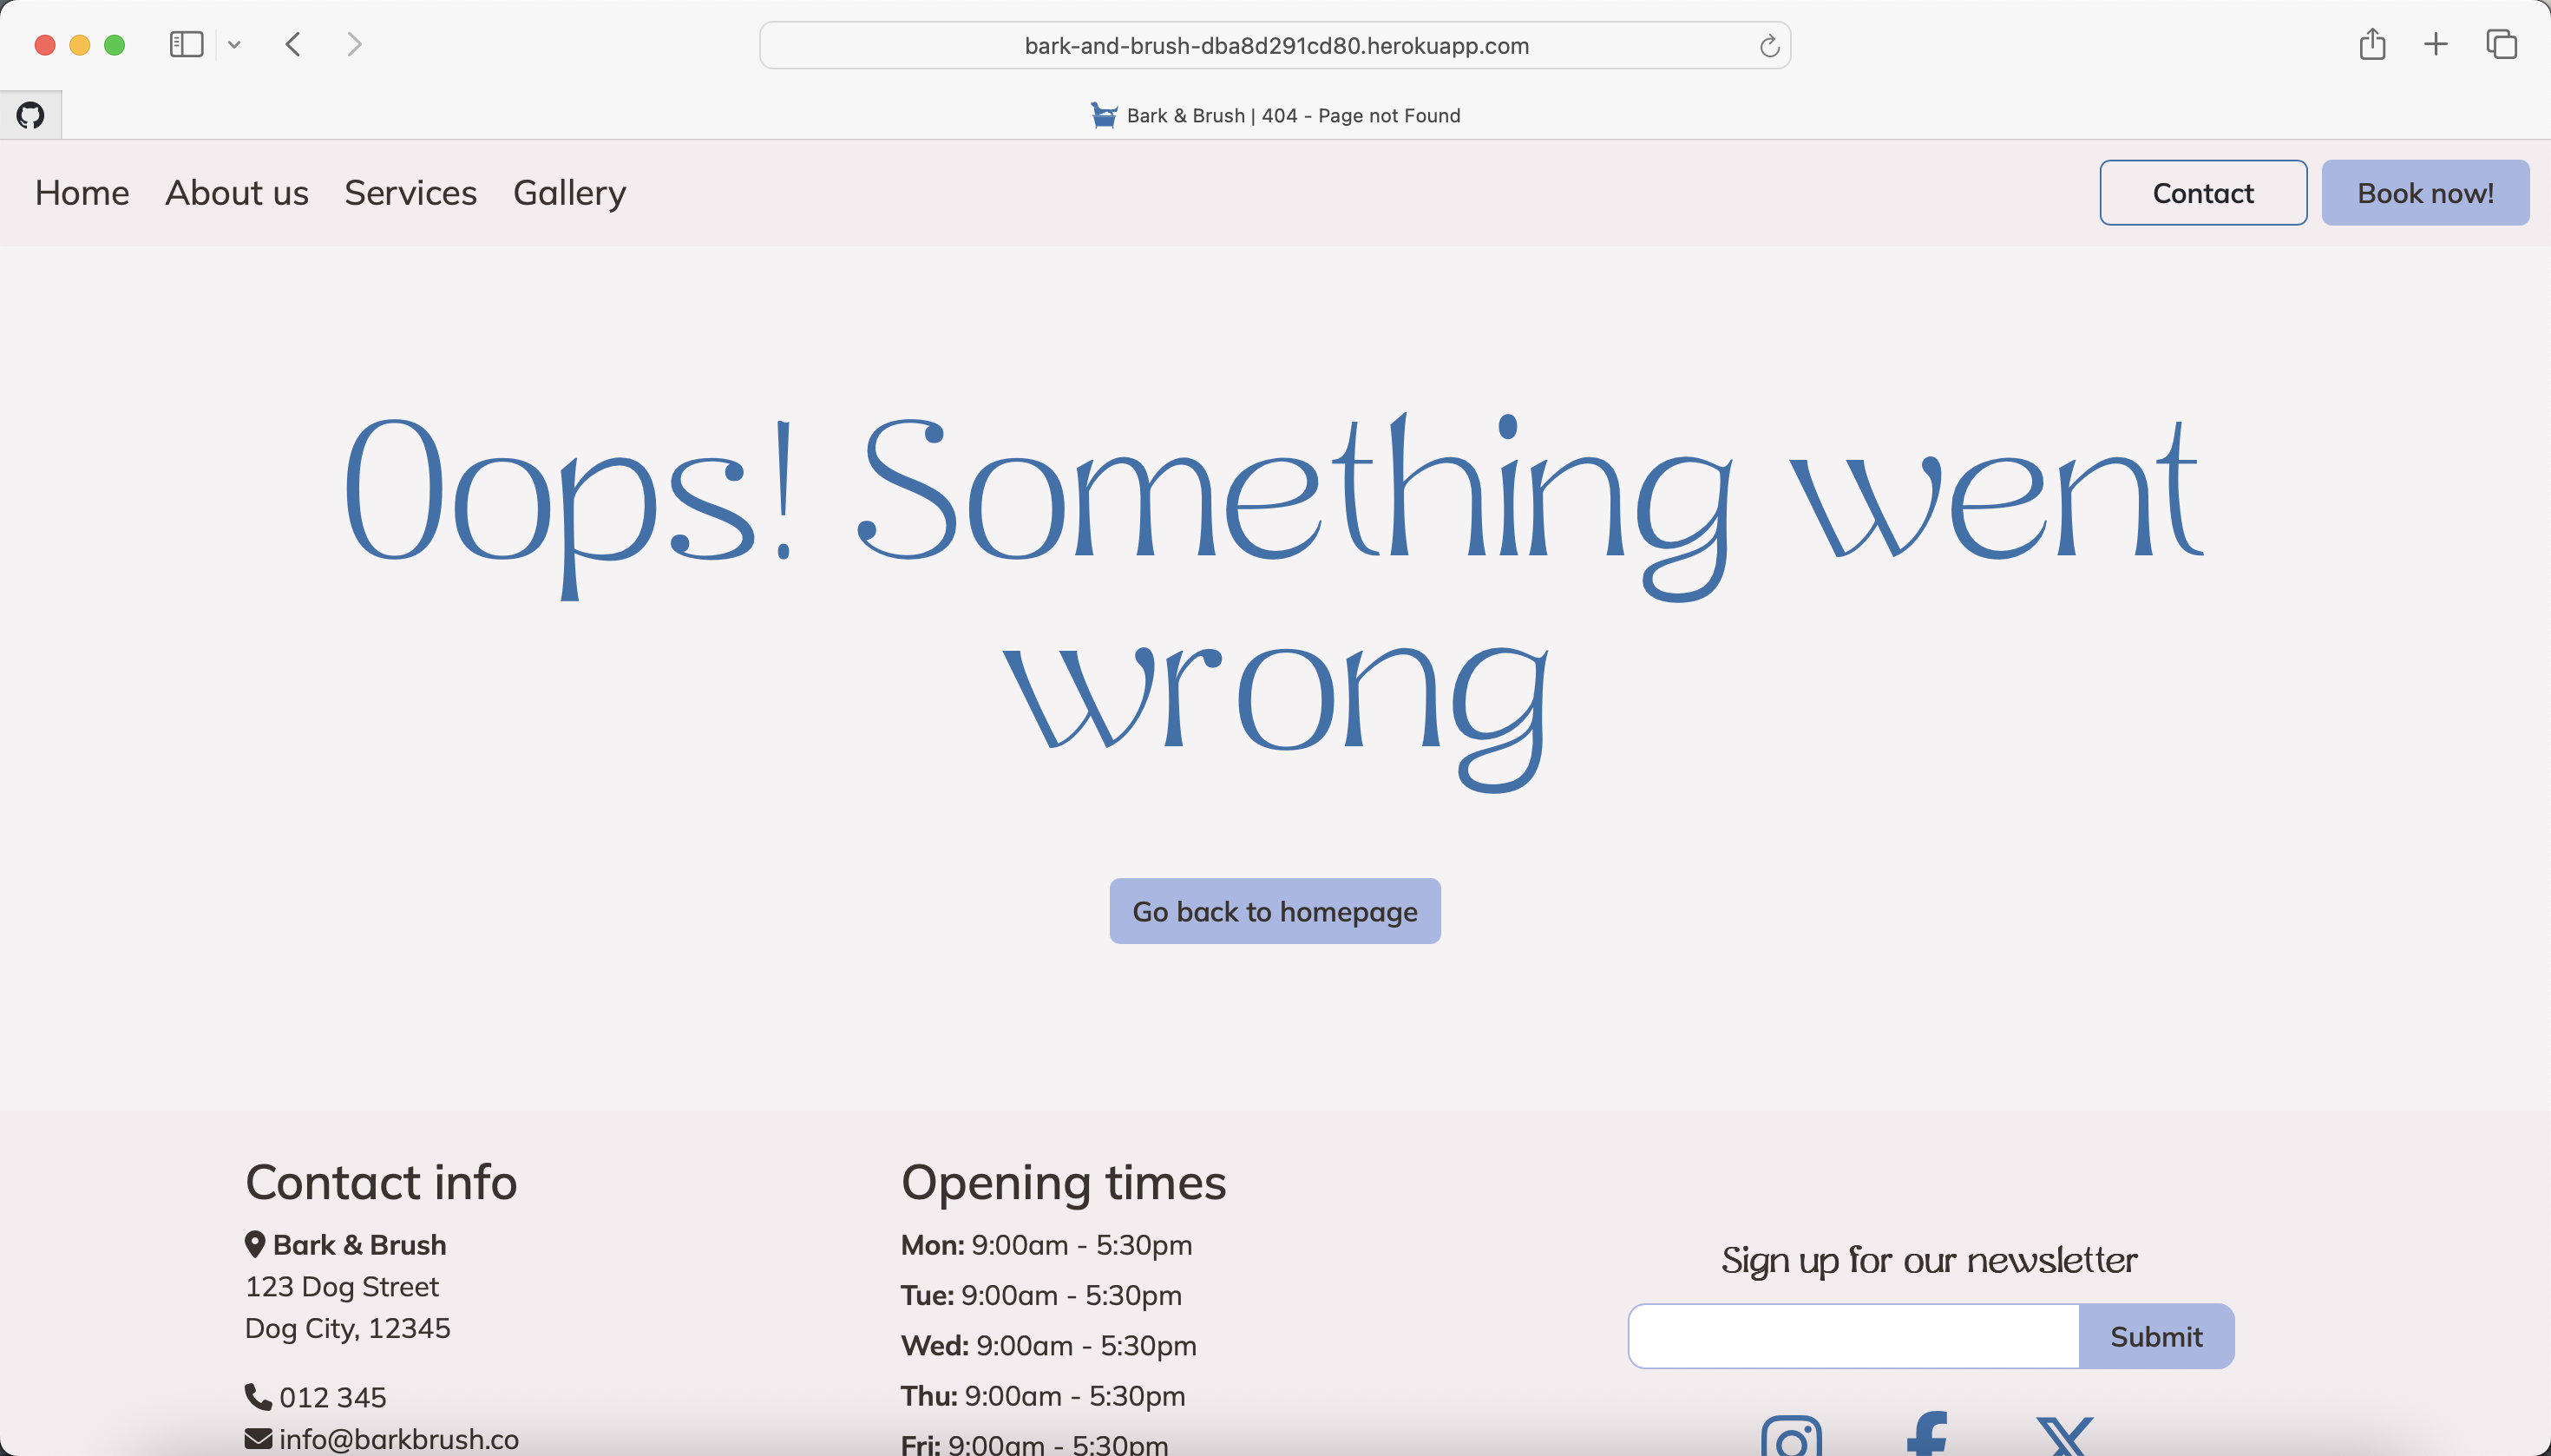 bark-and-brush-dba8d291cd80.herokuapp.com
Bark & Brush | 404 - Page not Found
Home About us Services Gallery Contact Book now!
Oops! Something went
wrong
Go back to homepage
Contact info
Bark & Brush
123 Dog Street
Dog City, 12345
012 345
info@barkbrush.co
Opening times
Mon: 9:00am - 5:30pm
Tue: 9:00am - 5:30pm
Wed: 9:00am - 5:30pm
Thu: 9:00am - 5:30pm
Fri: 9:00am - 5:30pm
Sign up for our newsletter
Submit